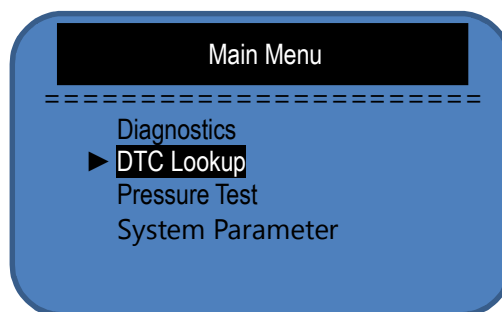 Main Menu
========================
Diagnostics
► DTC Lookup
Pressure Test
System Parameter